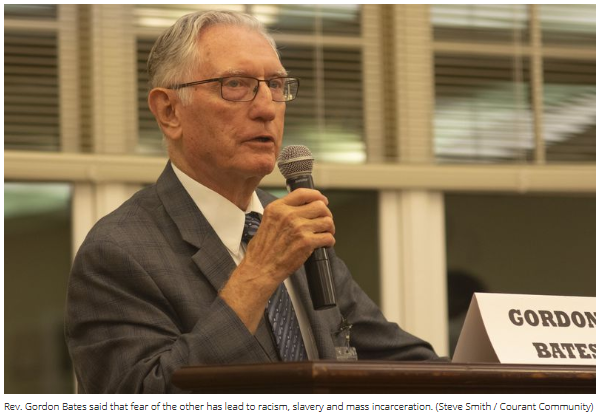 GORDON
BATES
Rev. Gordon Bates said that fear of the other has lead to racism, slavery and mass incarceration. (Steve Smith / Courant Community)